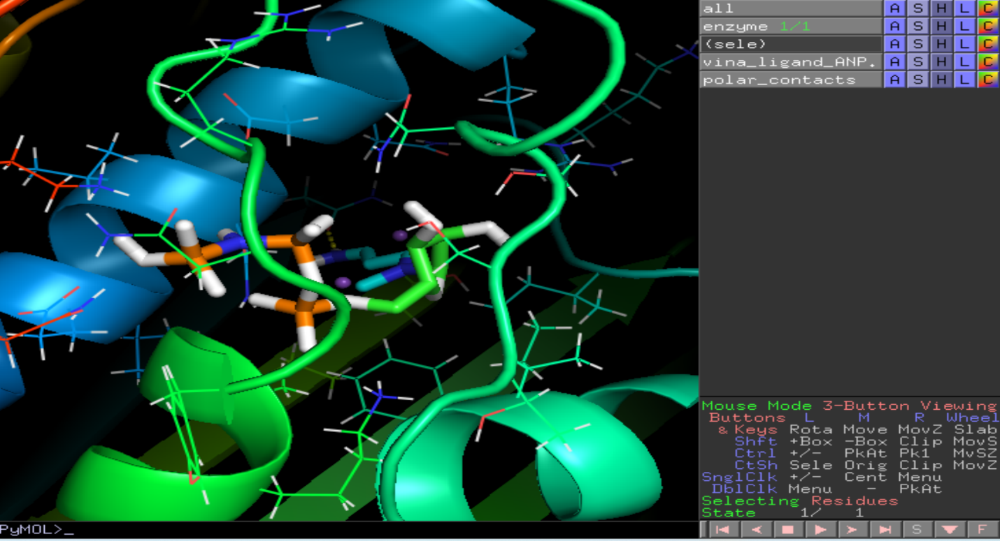 all A S H L C
enzyme 1/1 A S H L C
(sele) A S H L C
vina_ligand_ANP. A S H L C
polar_contacts A S H L C
Mouse Mode 3-Button Viewing
Buttons L M R Wheel
& Keys Rota Move MovZ Slab
Shft +Box -Box Clip MovS
Ctrl +/- PkAt Pk1 MvSZ
CtSh Sele Orig Clip MovZ
SnglClk +/- Cent Menu
DblClk Menu - PkAt
Selecting Residues
State 1/ 1
PyMOL>_
S F